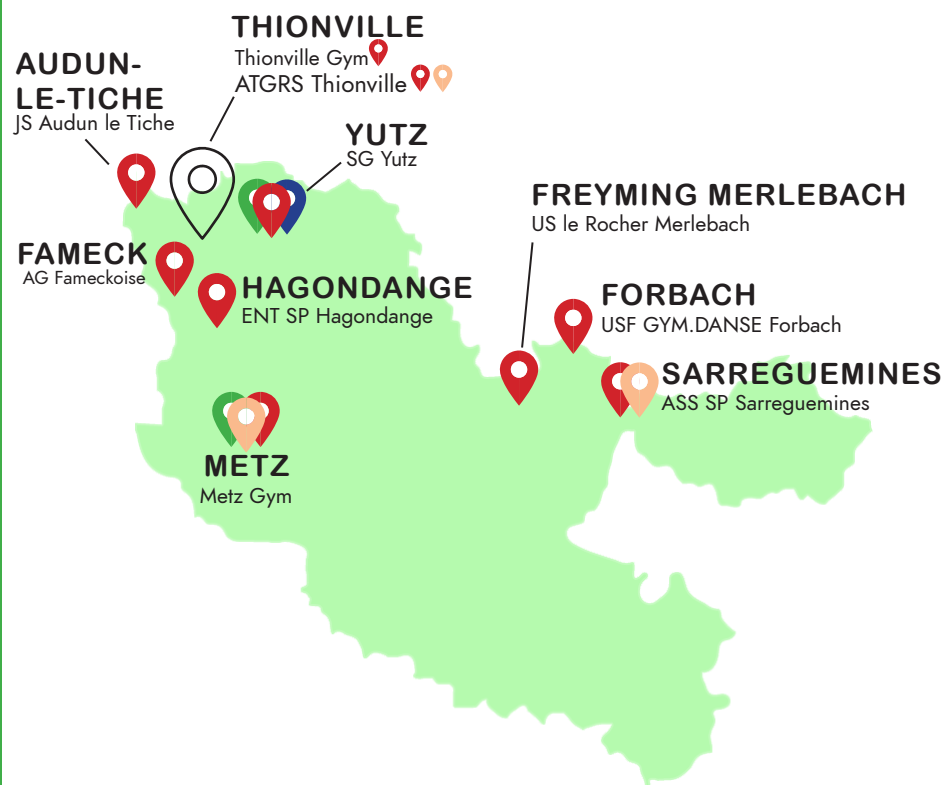 THIONVILLE
Thionville Gym
ATGRS Thionville
AUDUN-
LE-TICHE
JS Audun le Tiche
YUTZ
SG Yutz
FREYMING MERLEBACH
US le Rocher Merlebach
FAMECK
AG Fameckoise
HAGONDANGE
ENT SP Hagondange
FORBACH
USF GYM.DANSE Forbach
SARREGUEMINES
ASS SP Sarreguemines
METZ
Metz Gym